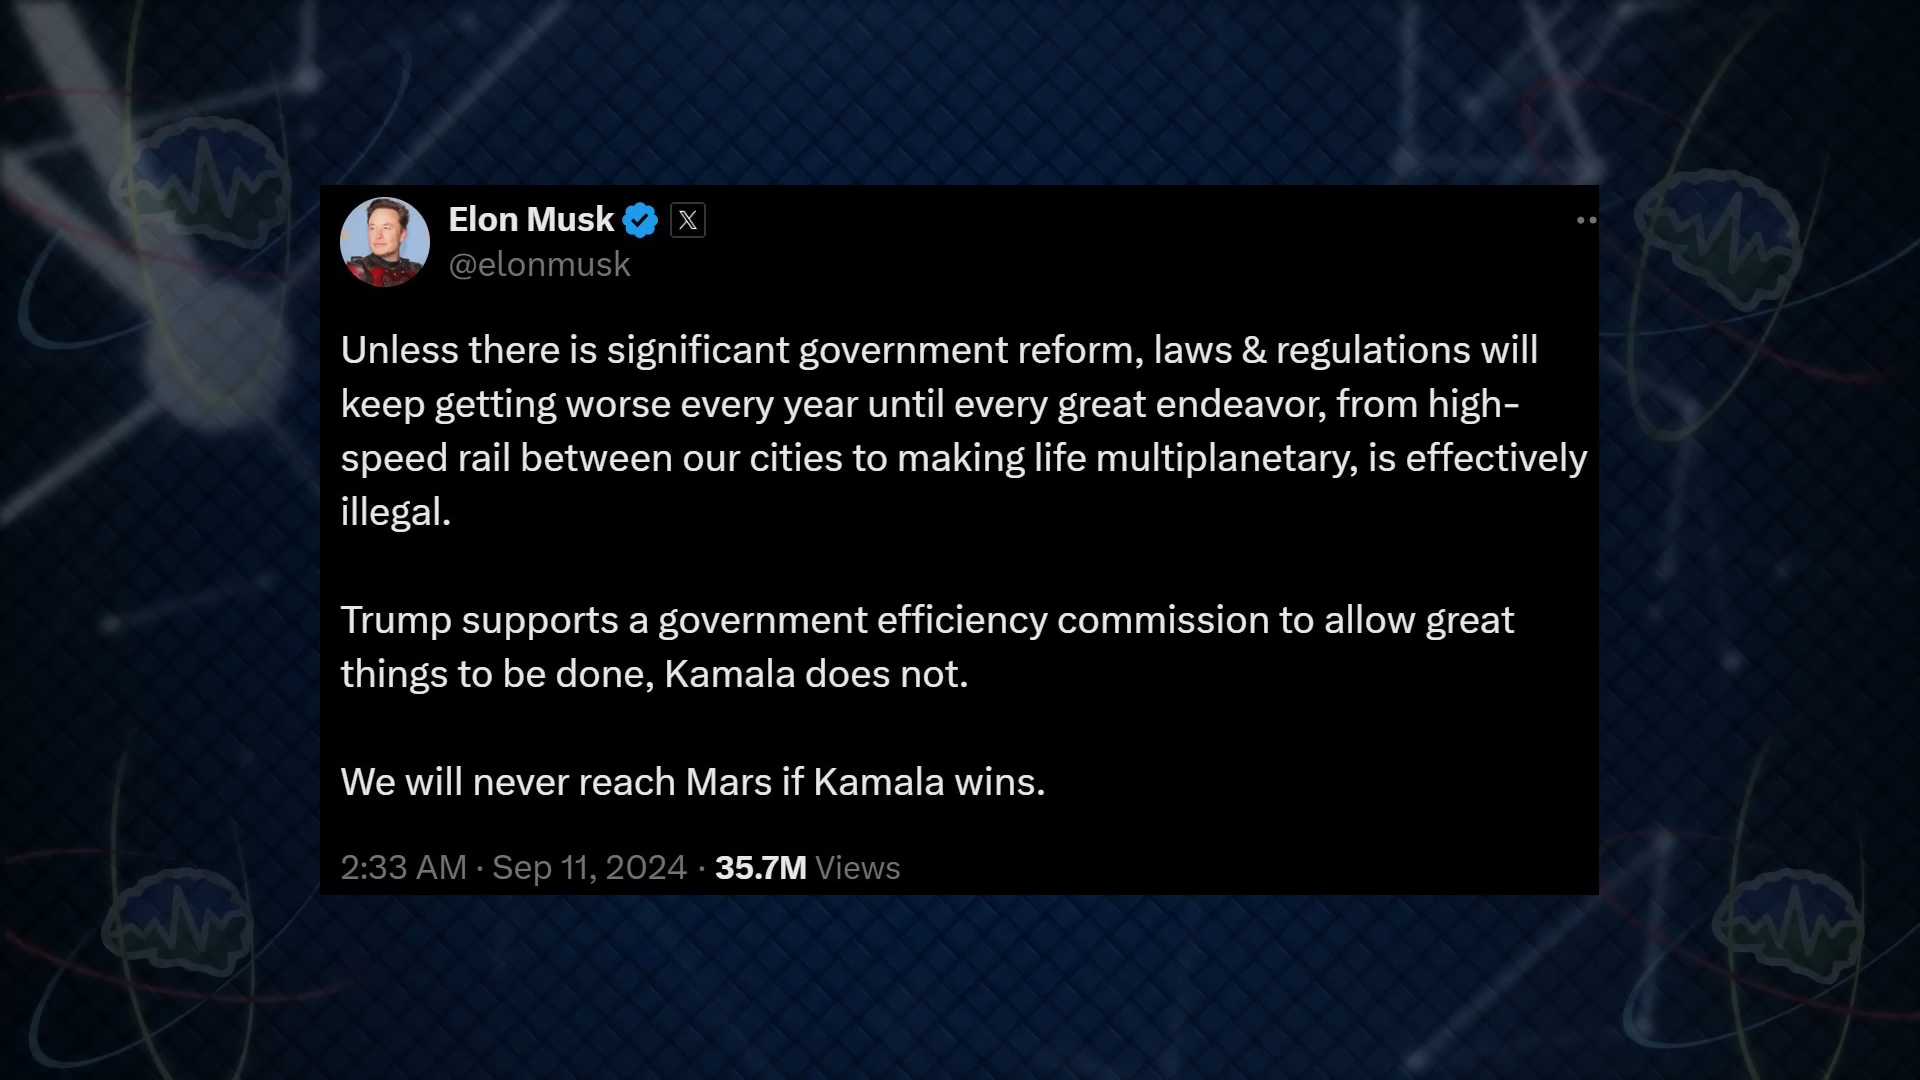 Elon Musk
@elonmusk
Unless there is significant government reform, laws & regulations will
keep getting worse every year until every great endeavor, from high-
speed rail between our cities to making life multiplanetary, is effectively
illegal.
Trump supports a government efficiency commission to allow great
things to be done, Kamala does not.
We will never reach Mars if Kamala wins.
2:33 AM · Sep 11, 2024 · 35.7M Views